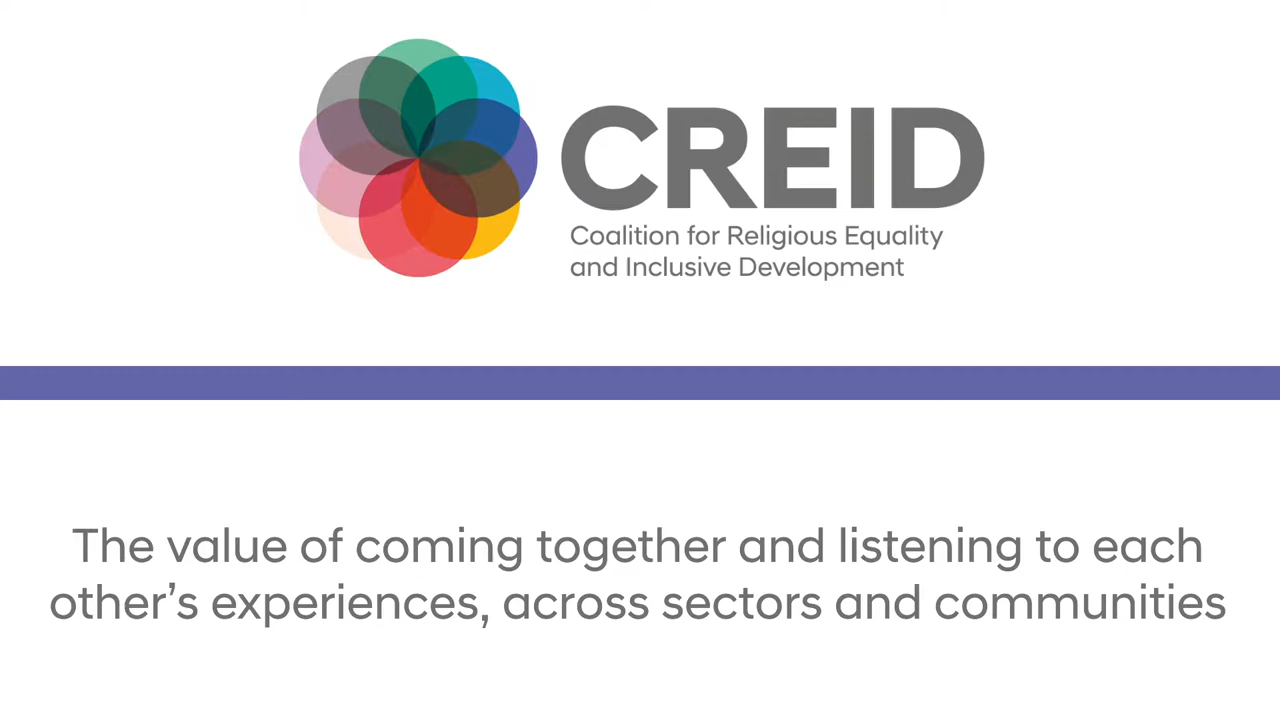 CREID
Coalition for Religious Equality
and Inclusive Development
The value of coming together and listening to each
other’s experiences, across sectors and communities